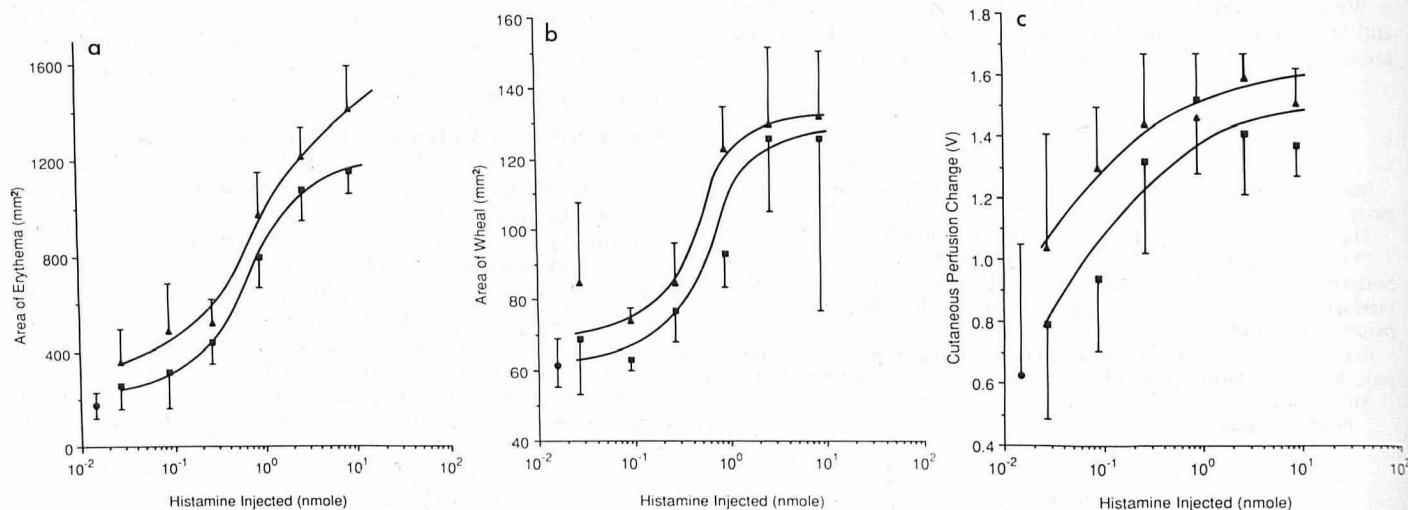 a
1600
1200
800
400
0
Area of Erythema (mm²)
10⁻² 10⁻¹ 10⁰ 10¹ 10²
Histamine Injected (nmole)
b
160
140
120
100
80
60
40
Area of Wheal (mm²)
10⁻² 10⁻¹ 10⁰ 10¹ 10²
Histamine Injected (nmole)
c
1.8
1.6
1.4
1.2
1.0
0.8
0.6
0.4
Cutaneous Perfusion Change (V)
10⁻² 10⁻¹ 10⁰ 10¹ 10²
Histamine Injected (nmole)